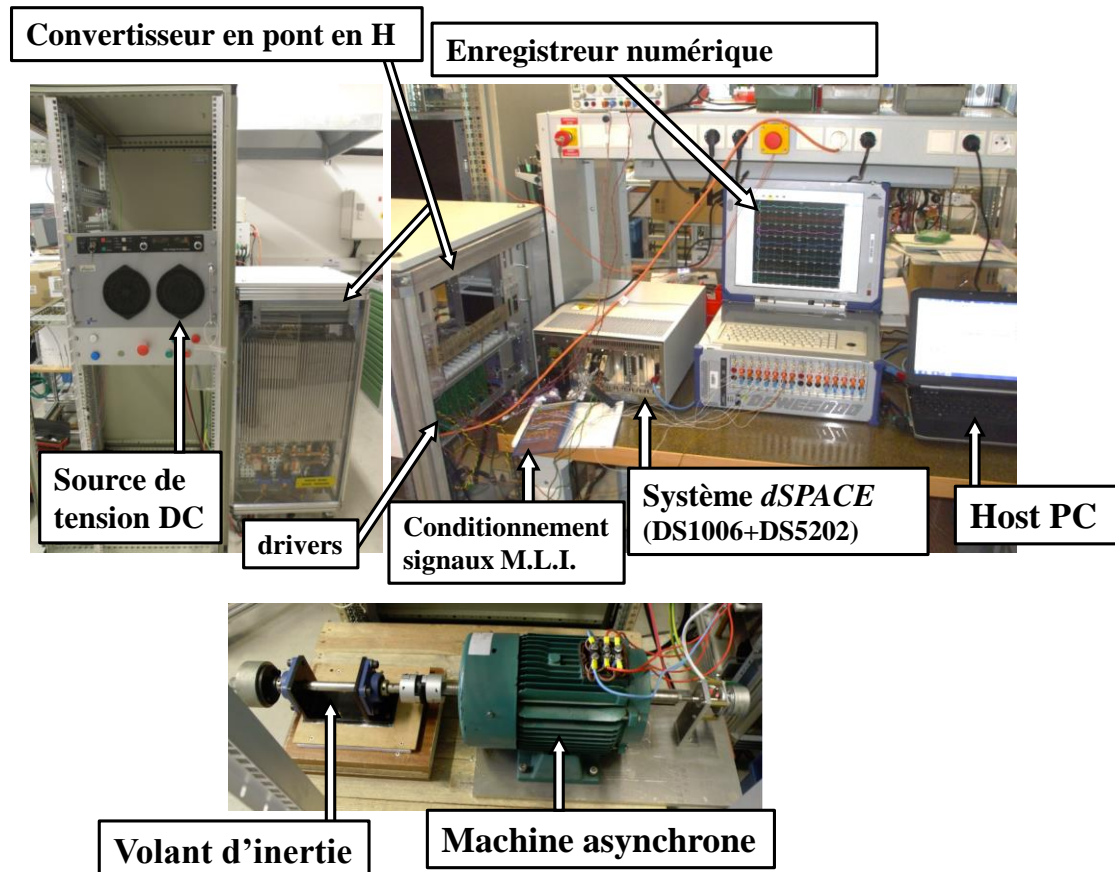 Convertisseur en pont en H
Enregistreur numérique
Source de
tension DC
drivers
Conditionnement
signaux M.L.I.
Système dSPACE
(DS1006+DS5202)
Host PC
Volant d’inertie
Machine asynchrone